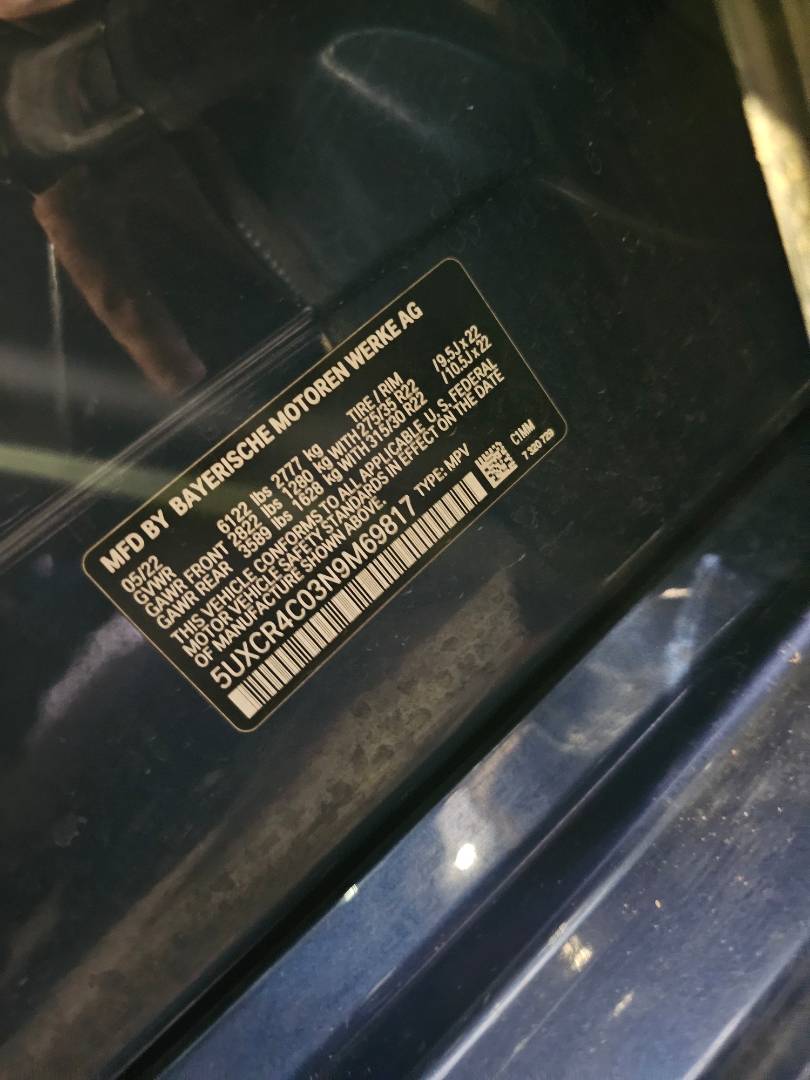 MFD BY BAYERISCHE MOTOREN WERKE AG
05/22 TIRE / RIM
GVWR 6122 lbs 2777 kg
GAWR FRONT 2822 lbs 1280 kg WITH 275/35 R22 /9.5J x 22
GAWR REAR 3589 lbs 1628 kg WITH 315/30 R22 /10.5J x 22
THIS VEHICLE CONFORMS TO ALL APPLICABLE U. S. FEDERAL
MOTOR VEHICLE SAFETY STANDARDS IN EFFECT ON THE DATE
OF MANUFACTURE SHOWN ABOVE.
5UXCR4C03N9M69817 TYPE: MPV
C1MM